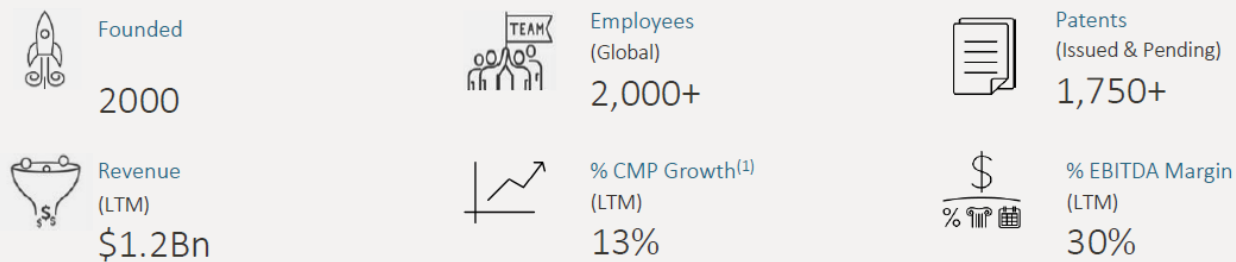 Founded
2000
TEAM
Employees
(Global)
2,000+
Patents
(Issued & Pending)
1,750+
$
$ $
Revenue
(LTM)
$1.2Bn
% CMP Growth(1)
(LTM)
13%
$
%
% EBITDA Margin
(LTM)
30%